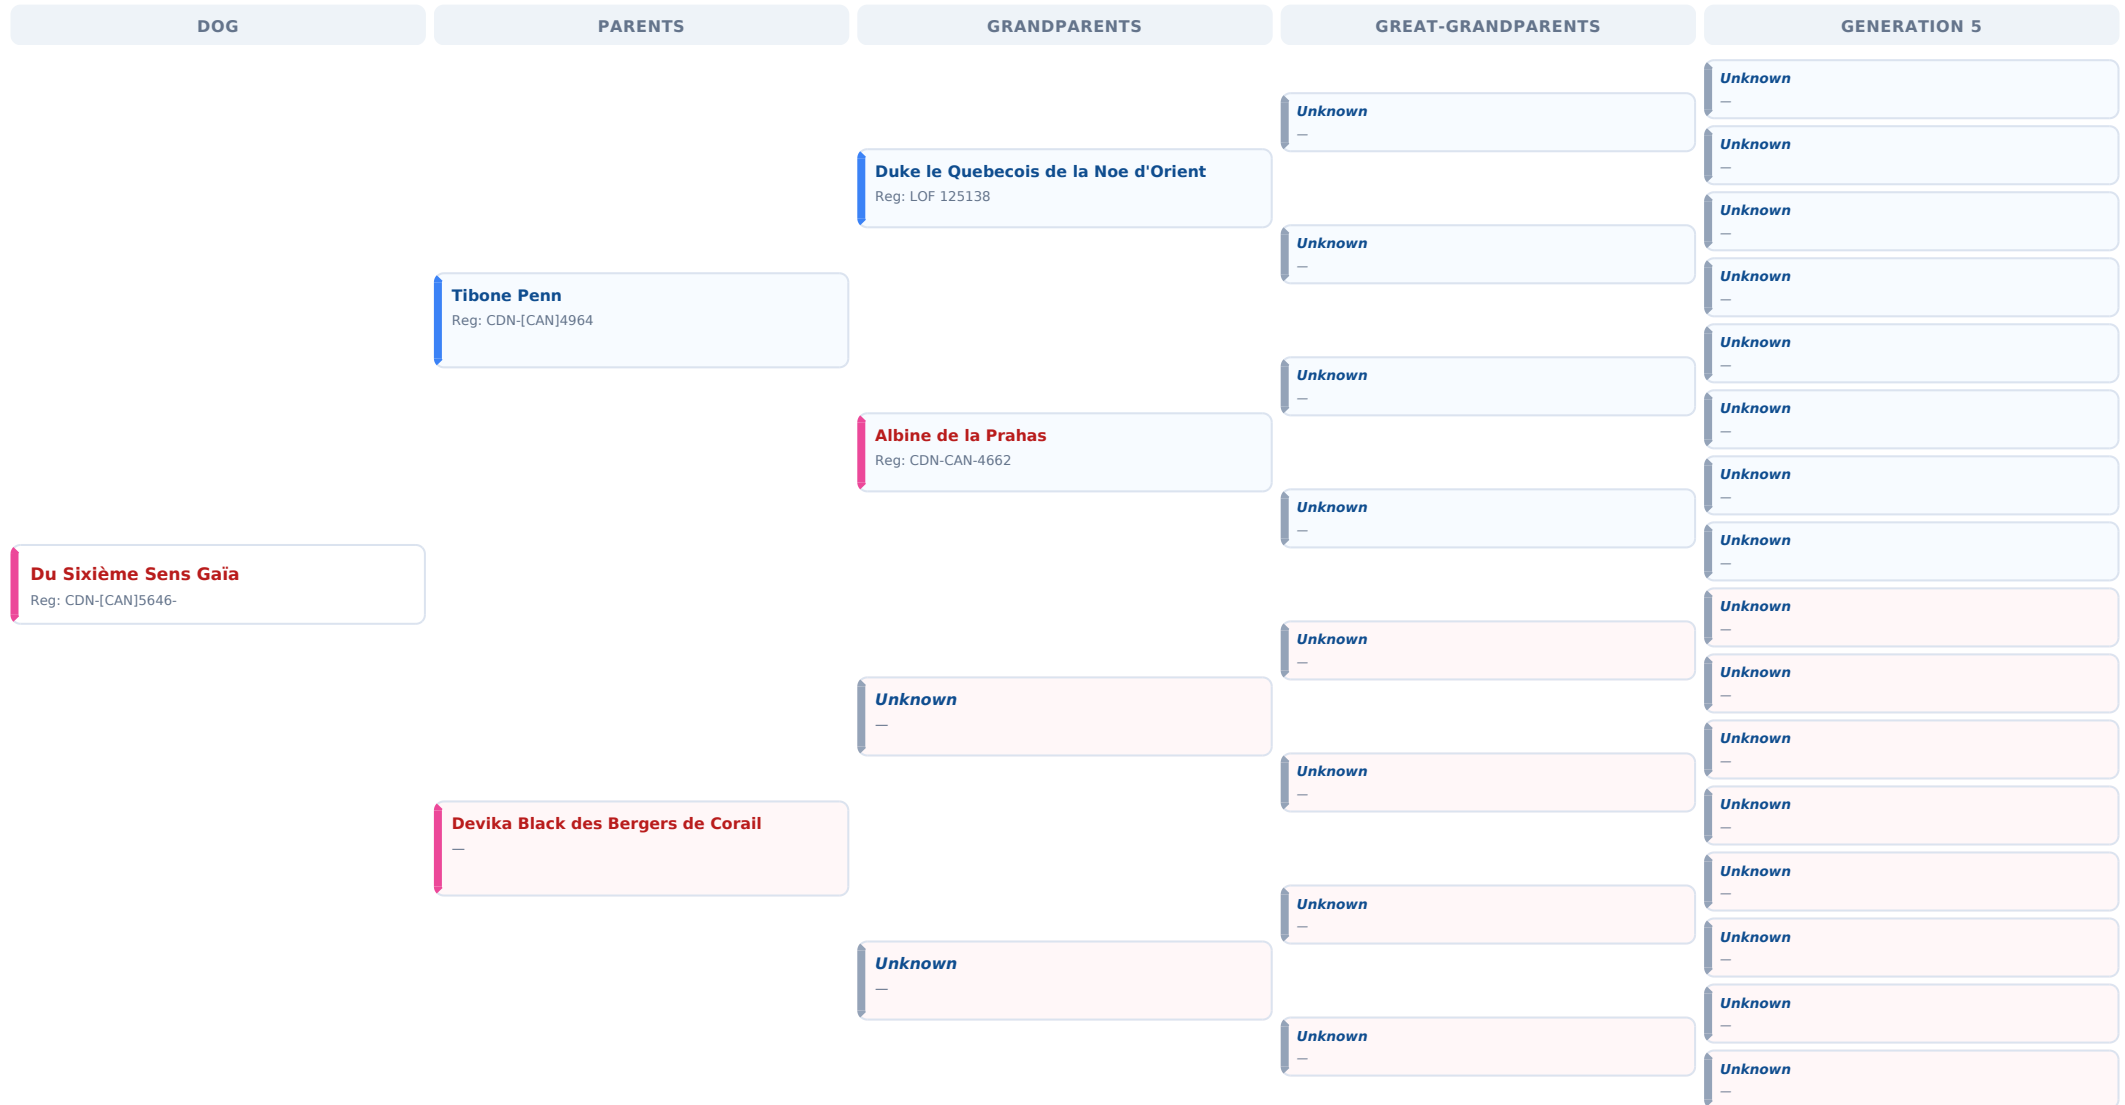 DOG
PARENTS
GRANDPARENTS
GREAT-GRANDPARENTS
GENERATION 5
Du Sixième Sens Gaïa
Reg: CDN-[CAN]5646-
Tibone Penn
Reg: CDN-[CAN]4964
Devika Black des Bergers de Corail
—
Duke le Quebecois de la Noe d'Orient
Reg: LOF 125138
Albine de la Prahas
Reg: CDN-CAN-4662
Unknown
—
Unknown
—
Unknown
—
Unknown
—
Unknown
—
Unknown
—
Unknown
—
Unknown
—
Unknown
—
Unknown
—
Unknown
—
Unknown
—
Unknown
—
Unknown
—
Unknown
—
Unknown
—
Unknown
—
Unknown
—
Unknown
—
Unknown
—
Unknown
—
Unknown
—
Unknown
—
Unknown
—
Unknown
—
Unknown
—